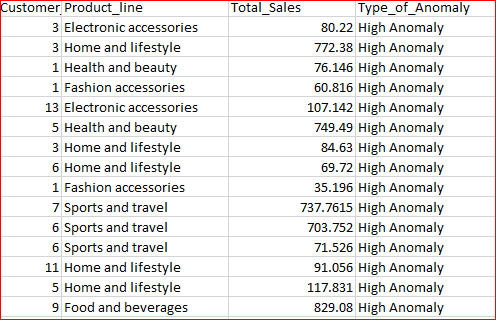 Customer_ Product_line Total_Sales Type_of_Anomaly
3 Electronic accessories 80.22 High Anomaly
3 Home and lifestyle 772.38 High Anomaly
1 Health and beauty 76.146 High Anomaly
1 Fashion accessories 60.816 High Anomaly
13 Electronic accessories 107.142 High Anomaly
5 Health and beauty 749.49 High Anomaly
3 Home and lifestyle 84.63 High Anomaly
6 Home and lifestyle 69.72 High Anomaly
1 Fashion accessories 35.196 High Anomaly
7 Sports and travel 737.7615 High Anomaly
6 Sports and travel 703.752 High Anomaly
6 Sports and travel 71.526 High Anomaly
11 Home and lifestyle 91.056 High Anomaly
5 Home and lifestyle 117.831 High Anomaly
9 Food and beverages 829.08 High Anomaly